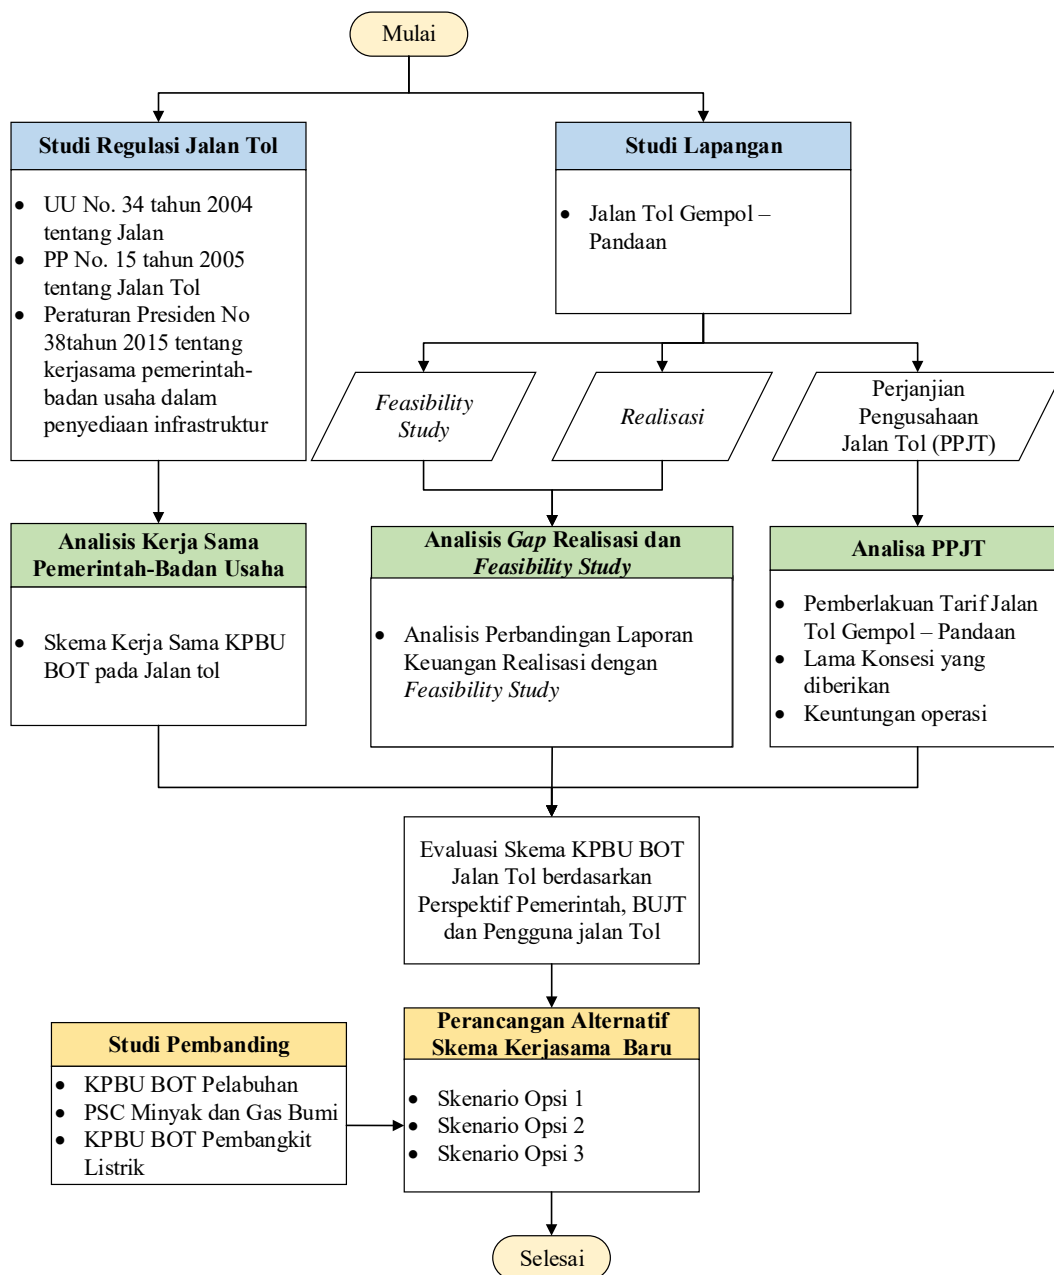 Mulai
Studi Regulasi Jalan Tol
• UU No. 34 tahun 2004
tentang Jalan
• PP No. 15 tahun 2005
tentang Jalan Tol
• Peraturan Presiden No
38tahun 2015 tentang
kerjasama pemerintah-
badan usaha dalam
penyediaan infrastruktur
Studi Lapangan
• Jalan Tol Gempol –
Pandaan
Feasibility
Study
Realisasi
Perjanjian
Pengusahaan
Jalan Tol (PPJT)
Analisis Kerja Sama
Pemerintah-Badan Usaha
• Skema Kerja Sama KPBU
BOT pada Jalan tol
Analisis Gap Realisasi dan
Feasibility Study
• Analisis Perbandingan Laporan
Keuangan Realisasi dengan
Feasibility Study
Analisa PPJT
• Pemberlakuan Tarif Jalan
Tol Gempol – Pandaan
• Lama Konsesi yang
diberikan
• Keuntungan operasi
Evaluasi Skema KPBU BOT
Jalan Tol berdasarkan
Perspektif Pemerintah, BUJT
dan Pengguna jalan Tol
Studi Pembanding
• KPBU BOT Pelabuhan
• PSC Minyak dan Gas Bumi
• KPBU BOT Pembangkit
Listrik
Perancangan Alternatif
Skema Kerjasama Baru
• Skenario Opsi 1
• Skenario Opsi 2
• Skenario Opsi 3
Selesai